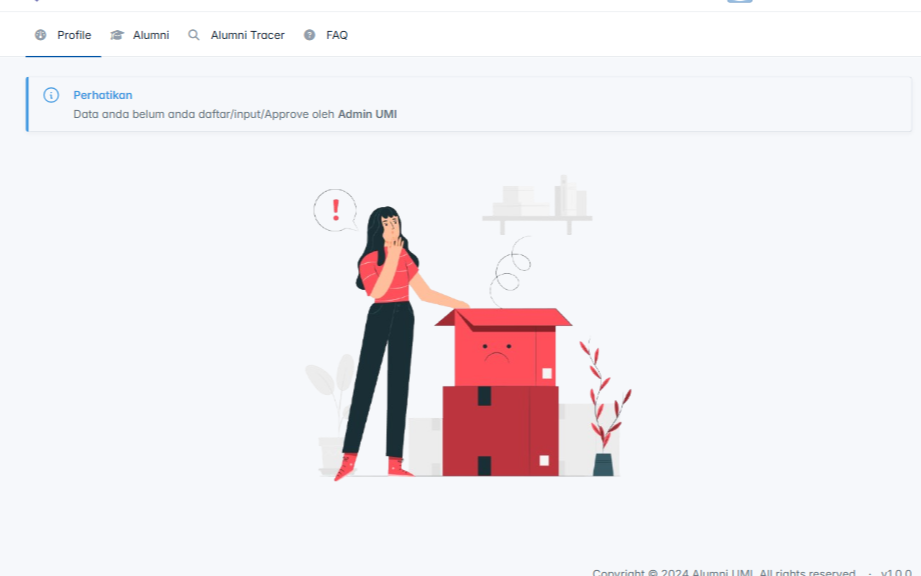 Profile Alumni Alumni Tracer FAQ
Perhatikan
Data anda belum anda daftar/input/Approve oleh Admin UMI
!
Copyright © 2024 Alumni UMI. All rights reserved. · v1.0.0